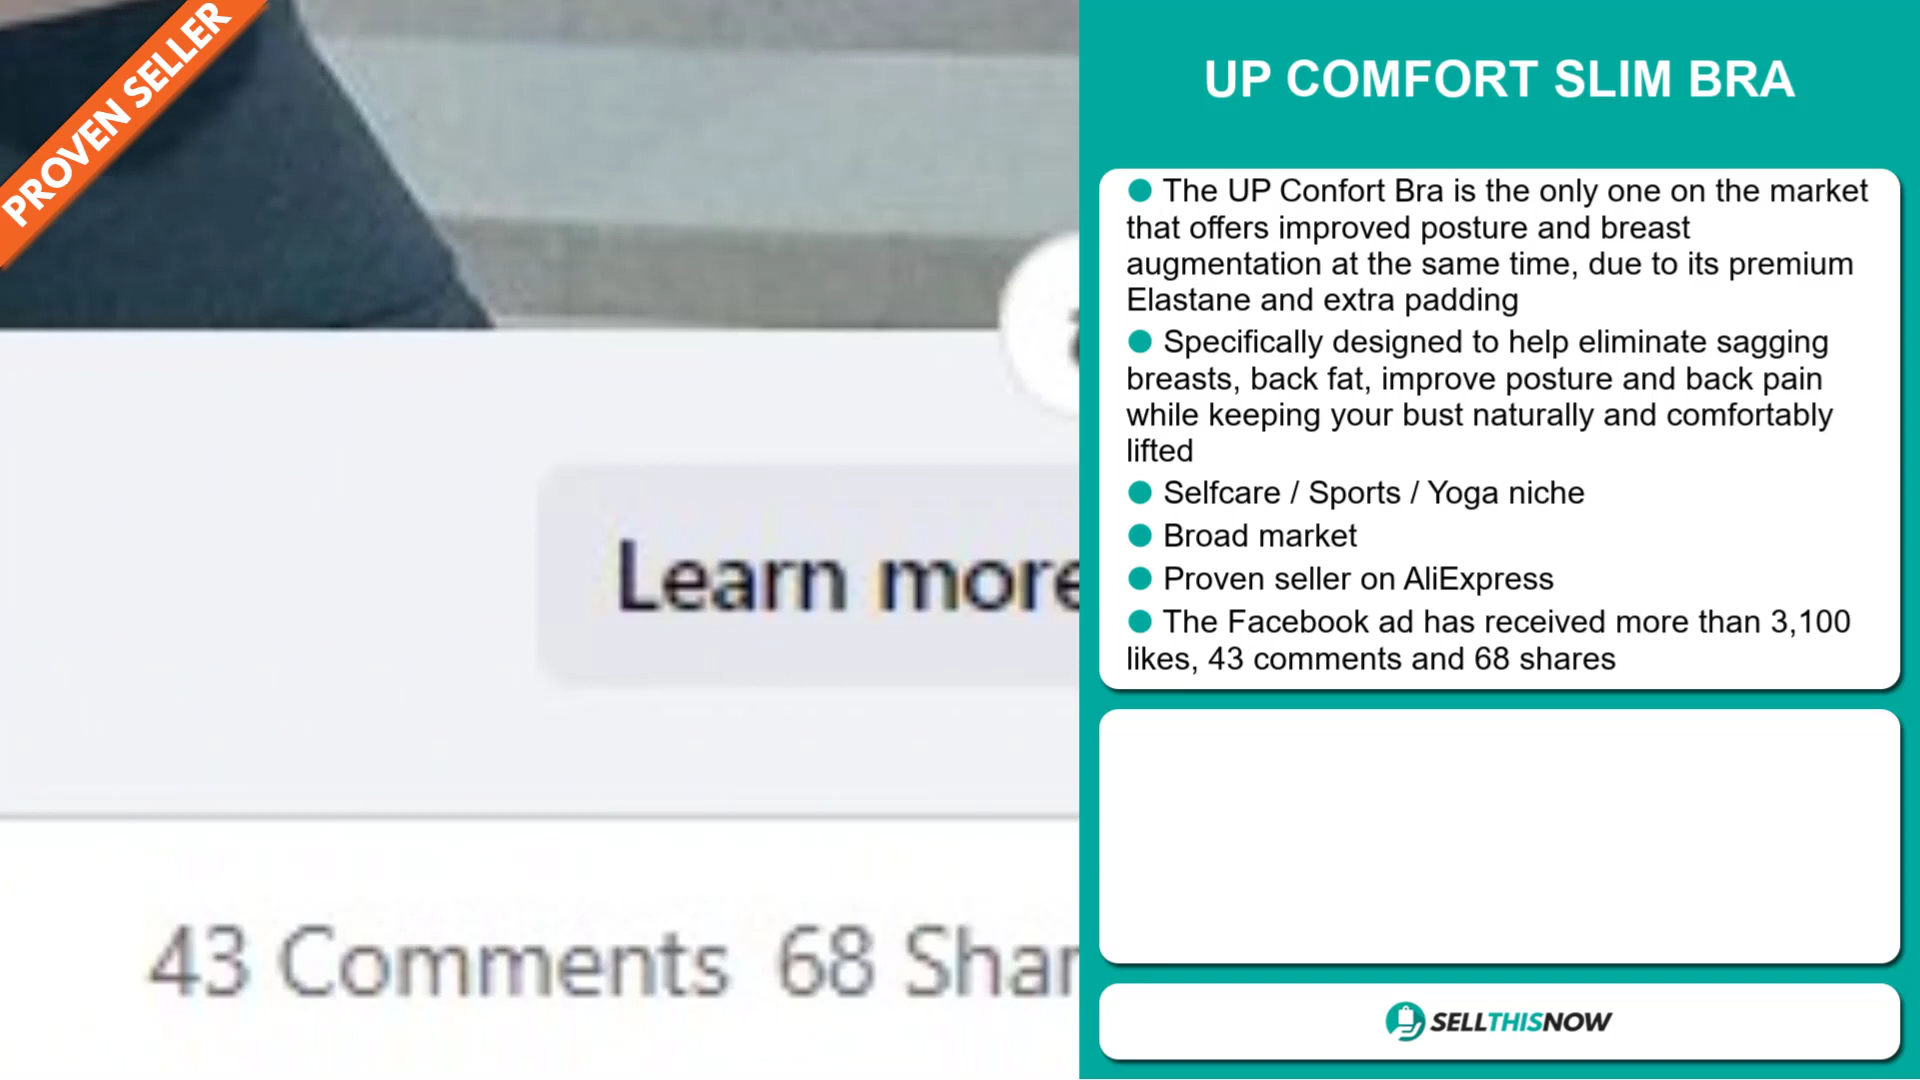 PROVEN SELLER
Learn more
43 Comments 68 Shar
UP COMFORT SLIM BRA
The UP Confort Bra is the only one on the market
that offers improved posture and breast
augmentation at the same time, due to its premium
Elastane and extra padding
Specifically designed to help eliminate sagging
breasts, back fat, improve posture and back pain
while keeping your bust naturally and comfortably
lifted
Selfcare / Sports / Yoga niche
Broad market
Proven seller on AliExpress
The Facebook ad has received more than 3,100
likes, 43 comments and 68 shares
SELLTHISNOW